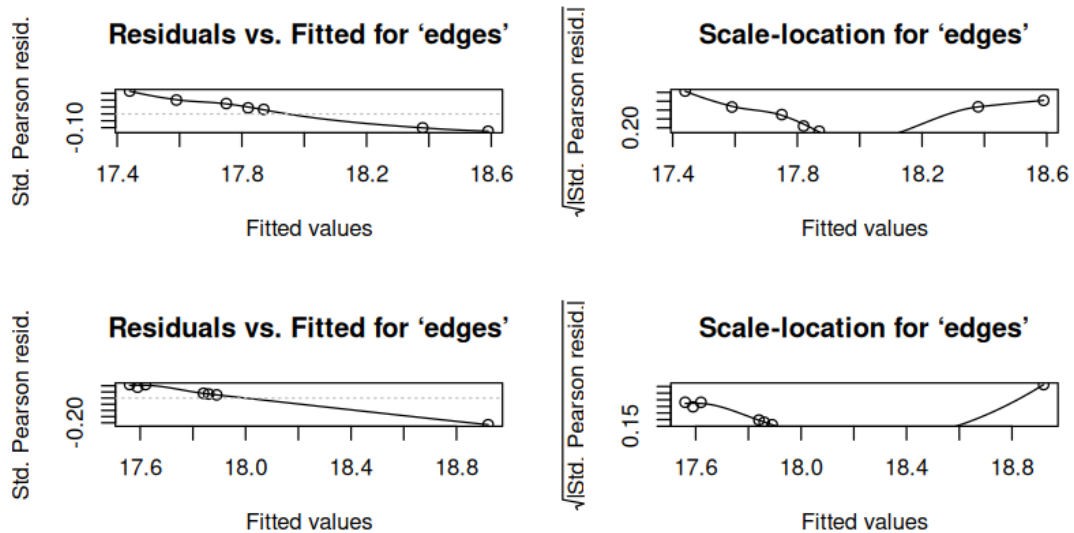 Residuals vs. Fitted for ‘edges’
Std. Pearson resid.
-0.10
17.4 17.8 18.2 18.6
Fitted values
Scale-location for ‘edges’
√|Std. Pearson resid.|
0.20
17.4 17.8 18.2 18.6
Fitted values
Residuals vs. Fitted for ‘edges’
Std. Pearson resid.
-0.20
17.6 18.0 18.4 18.8
Fitted values
Scale-location for ‘edges’
√|Std. Pearson resid.|
0.15
17.6 18.0 18.4 18.8
Fitted values